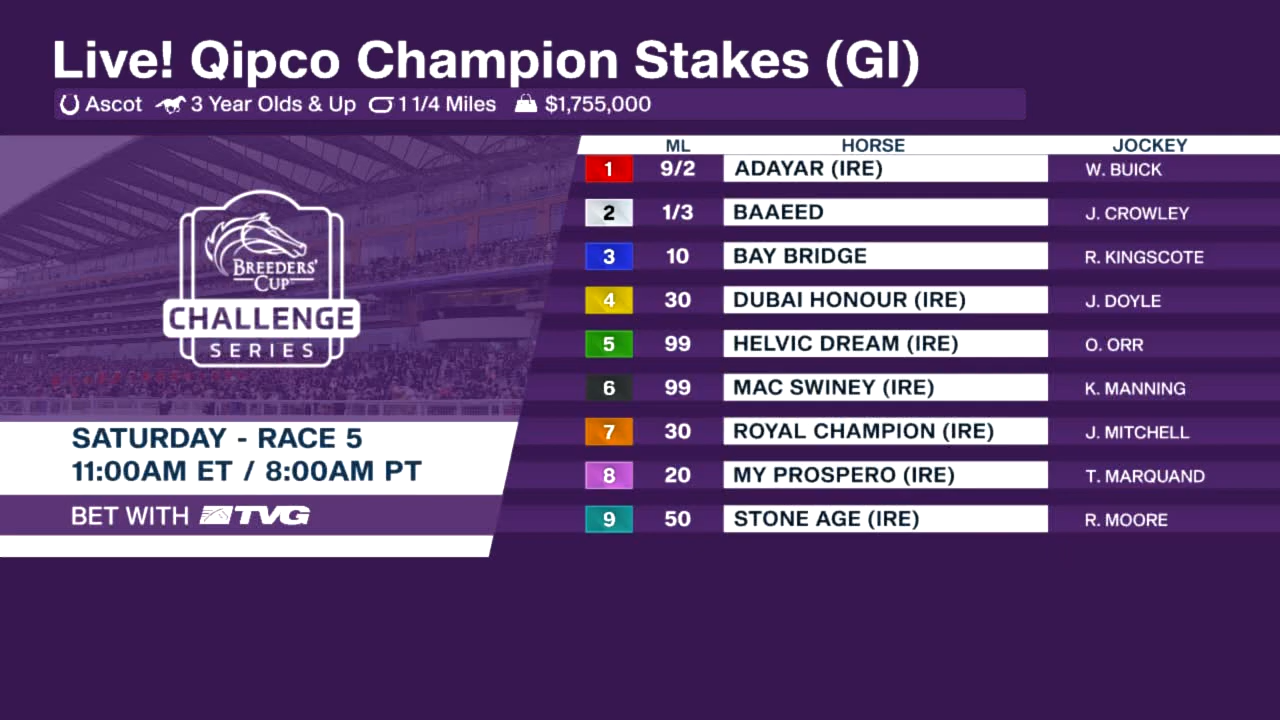 Live! Qipco Champion Stakes (GI)
Ascot 3 Year Olds & Up 1 1/4 Miles $1,755,000
ML HORSE JOCKEY
1 9/2 ADAYAR (IRE) W. BUICK
2 1/3 BAAEED J. CROWLEY
3 10 BAY BRIDGE R. KINGSCOTE
4 30 DUBAI HONOUR (IRE) J. DOYLE
5 99 HELVIC DREAM (IRE) O. ORR
6 99 MAC SWINEY (IRE) K. MANNING
7 30 ROYAL CHAMPION (IRE) J. MITCHELL
8 20 MY PROSPERO (IRE) T. MARQUAND
9 50 STONE AGE (IRE) R. MOORE
BREEDERS'
CUP
CHALLENGE
SERIES
SATURDAY - RACE 5
11:00AM ET / 8:00AM PT
BET WITH TVG